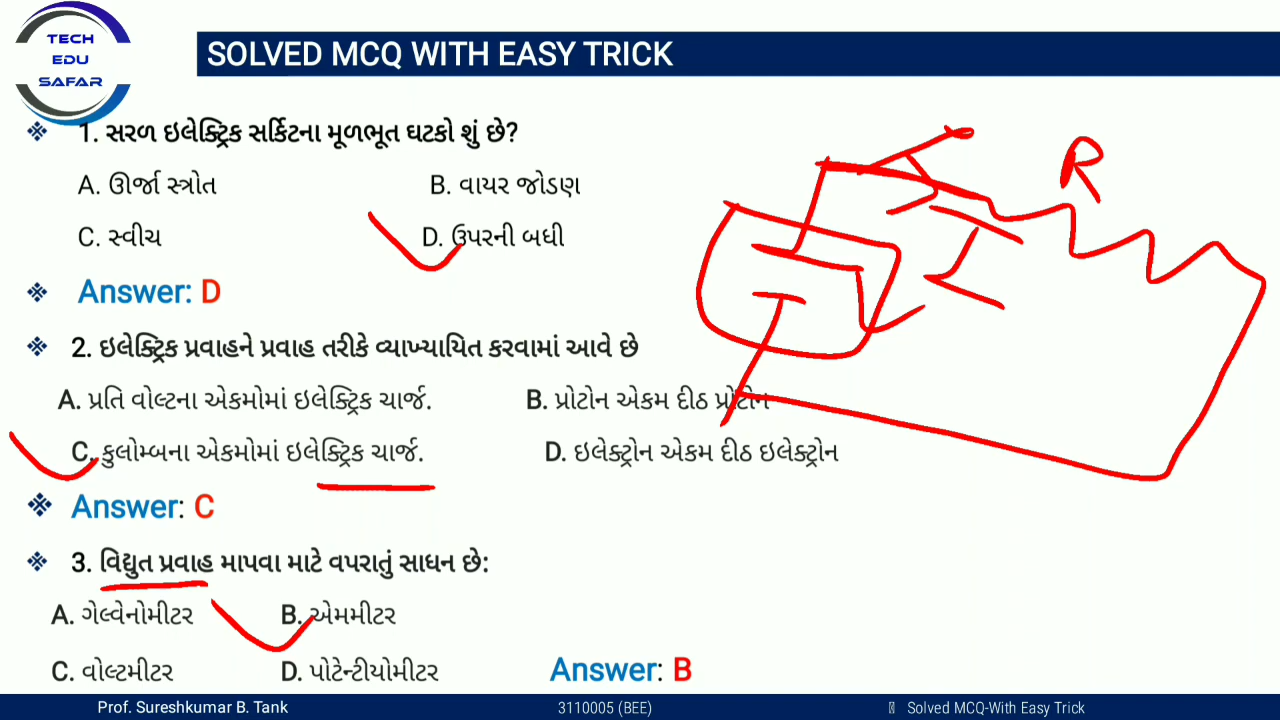 TECH
EDU
SAFAR
SOLVED MCQ WITH EASY TRICK
1. સરળ ઇલેક્ટ્રિક સર્કિટના મૂળભૂત ઘટકો શું છે?
A. ઊર્જા સ્ત્રોત B. વાયર જોડણ
C. સ્વીચ D. ઉપરની બધી
Answer: D
2. ઇલેક્ટ્રિક પ્રવાહને પ્રવાહ તરીકે વ્યાખ્યાયિત કરવામાં આવે છે
A. પ્રતિ વોલ્ટના એકમોમાં ઇલેક્ટ્રિક ચાર્જ. B. પ્રોટોન એકમ દીઠ પ્રોટોન
C. કુલોમ્બના એકમોમાં ઇલેક્ટ્રિક ચાર્જ. D. ઇલેક્ટ્રોન એકમ દીઠ ઇલેક્ટ્રોન
Answer: C
3. વિદ્યુત પ્રવાહ માપવા માટે વપરાતું સાધન છે:
A. ગેલ્વેનોમીટર B. એમમીટર
C. વોલ્ટમીટર D. પોટેન્ટીયોમીટર Answer: B
R
Prof. Sureshkumar B. Tank 3110005 (BEE) Solved MCQ-With Easy Trick